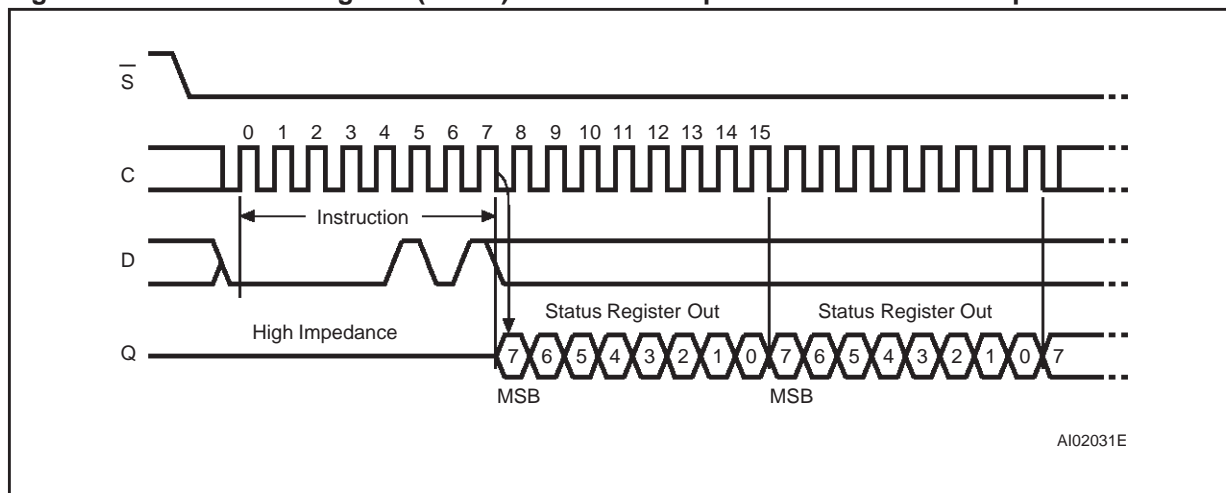 S
0 1 2 3 4 5 6 7 8 9 10 11 12 13 14 15
C
Instruction
D
Status Register Out Status Register Out
High Impedance
Q 7 6 5 4 3 2 1 0 7 6 5 4 3 2 1 0 7
MSB MSB
AI02031E